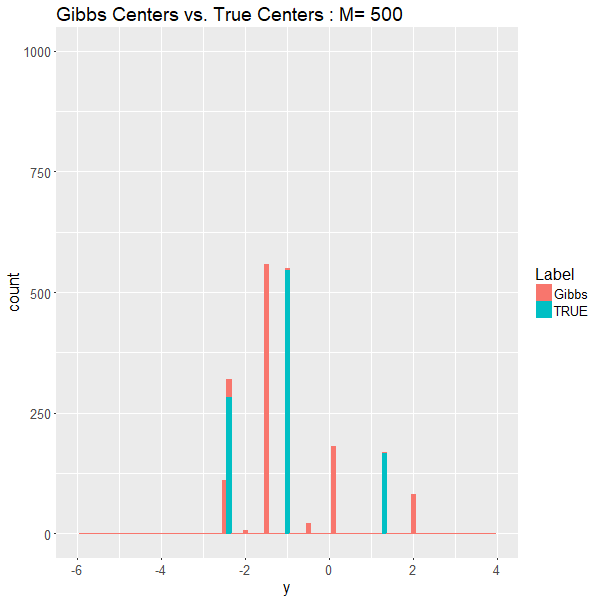 Gibbs Centers vs. True Centers : M= 500
1000
750
500
250
0
count
-6 -4 -2 0 2 4
y
Label
Gibbs
TRUE